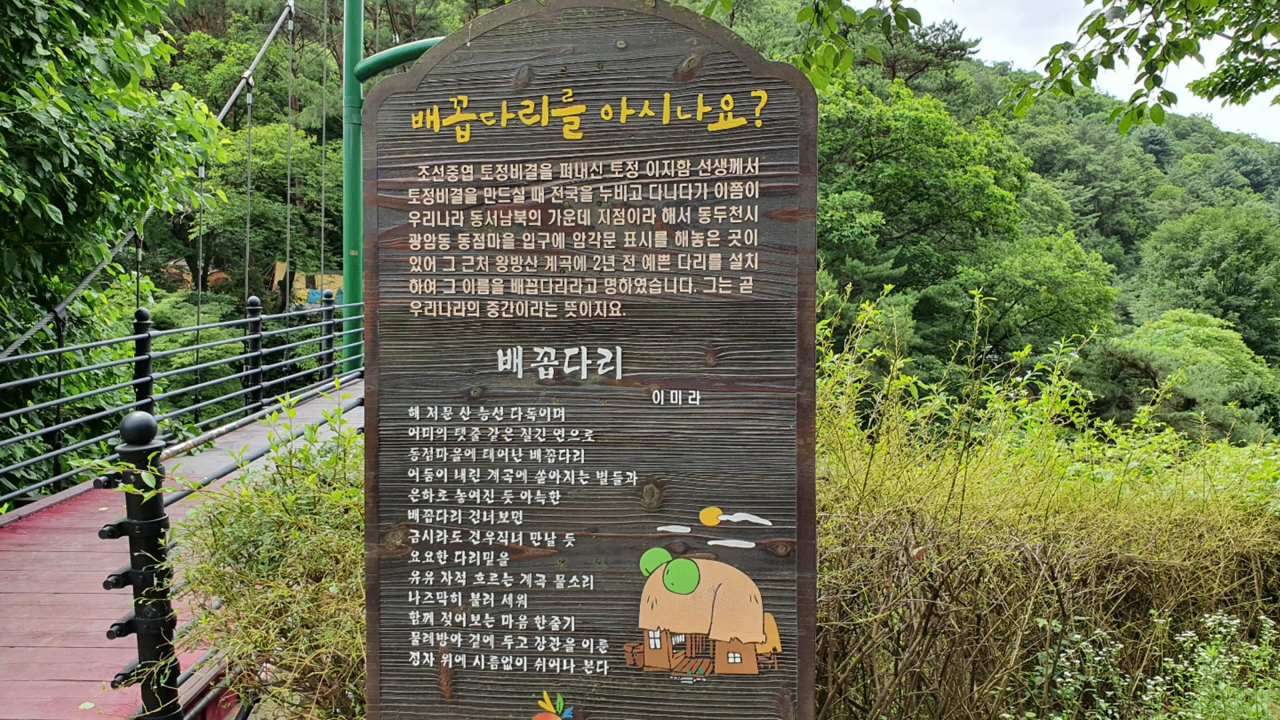 배꼽다리를 아시나요?
조선중엽 토정비결을 펴내신 토정 이지함 선생께서
토정비결을 만드실 때 전국을 누비고 다니다가 이쯤이
우리나라 동서남북의 가운데 지점이라 해서 동두천시
광암동 동점마을 입구에 암각문 표시를 해놓은 곳이
있어 그 근처 왕방산 계곡에 2년 전 예쁜 다리를 설치
하여 그 이름을 배꼽다리라고 명하였습니다. 그는 곧
우리나라의 중간이라는 뜻이지요.
배꼽다리
이미라
해 저문 산 능선 다독이며
어미의 탯줄 같은 질긴 연으로
동점마을에 태어난 배꼽다리
어둠이 내린 계곡에 쏟아지는 별들과
은하로 놓여진 듯 아득한
배꼽다리 건너보면
금시라도 견우직녀 만날 듯
요요한 다리밑을
유유 자적 흐르는 계곡 물소리
나즈막히 불러 세워
함께 젖어보는 마음 한줄기
물레방아 곁에 두고 장관을 이룬
정자 위에 시름없이 쉬어나 본다